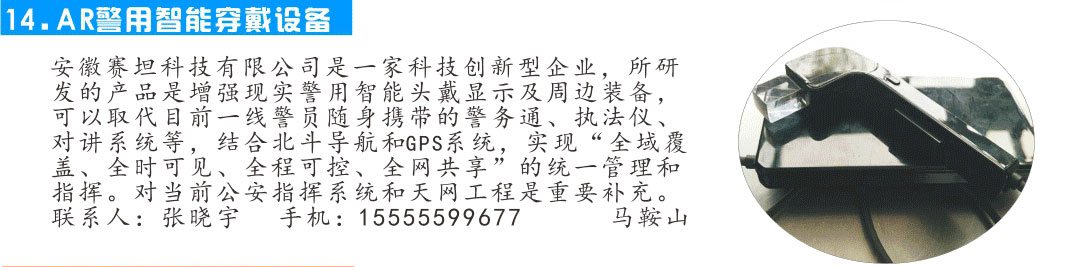 14.AR警用智能穿戴设备
安徽赛坦科技有限公司是一家科技创新型企业，所研
发的产品是增强现实警用智能头戴显示及周边装备，
可以取代目前一线警员随身携带的警务通、执法仪、
对讲系统等，结合北斗导航和GPS系统，实现“全域覆
盖、全时可见、全程可控、全网共享”的统一管理和
指挥。对当前公安指挥系统和天网工程是重要补充。
联系人：张晓宇 手机：15555599677 马鞍山